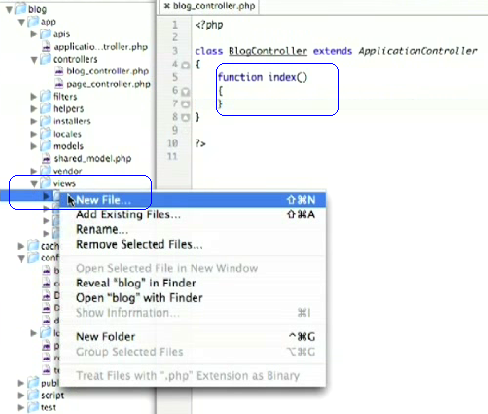 blog
app
apis
applicatio...troller.php
controllers
blog_controller.php
page_controller.php
filters
helpers
installers
locales
models
shared_model.php
vendor
views
cach
conf
b
c
D
D
d
lo
p
r
te
publ
script
test
New File... ⇧⌘N
Add Existing Files... ⇧⌘A
Rename...
Remove Selected Files...
Open Selected File in New Window
Reveal "blog" in Finder
Open "blog" with Finder
Show Information... ⌘I
New Folder ^⌘G
Group Selected Files ⌥⌘G
Treat Files with ".php" Extension as Binary
× blog_controller.php
1 <?php
2
3 class BlogController extends ApplicationController
4 {
5 function index()
6 {
7 }
8 }
9
10 ?>
11